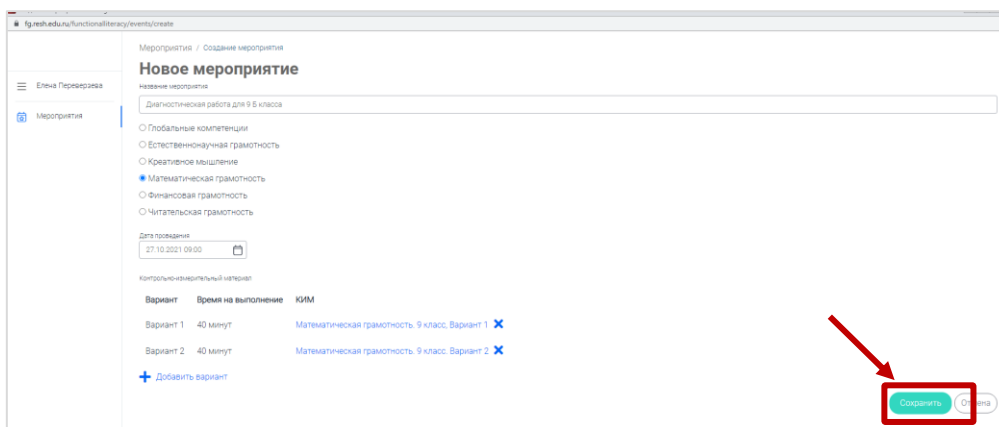 fg.resh.edu.ru/functionalliteracy/events/create
Мероприятия / Создание мероприятия
Новое мероприятие
Елена Переверзева
Название мероприятия
Диагностическая работа для 9 Б класса
Мероприятия
Глобальные компетенции
Естественнонаучная грамотность
Креативное мышление
Математическая грамотность
Финансовая грамотность
Читательская грамотность
Дата проведения
27.10.2021 09:00
Контрольно-измерительный материал
Вариант Время на выполнение КИМ
Вариант 1 40 минут Математическая грамотность. 9 класс, Вариант 1
Вариант 2 40 минут Математическая грамотность. 9 класс. Вариант 2
Добавить вариант
Сохранить Отмена